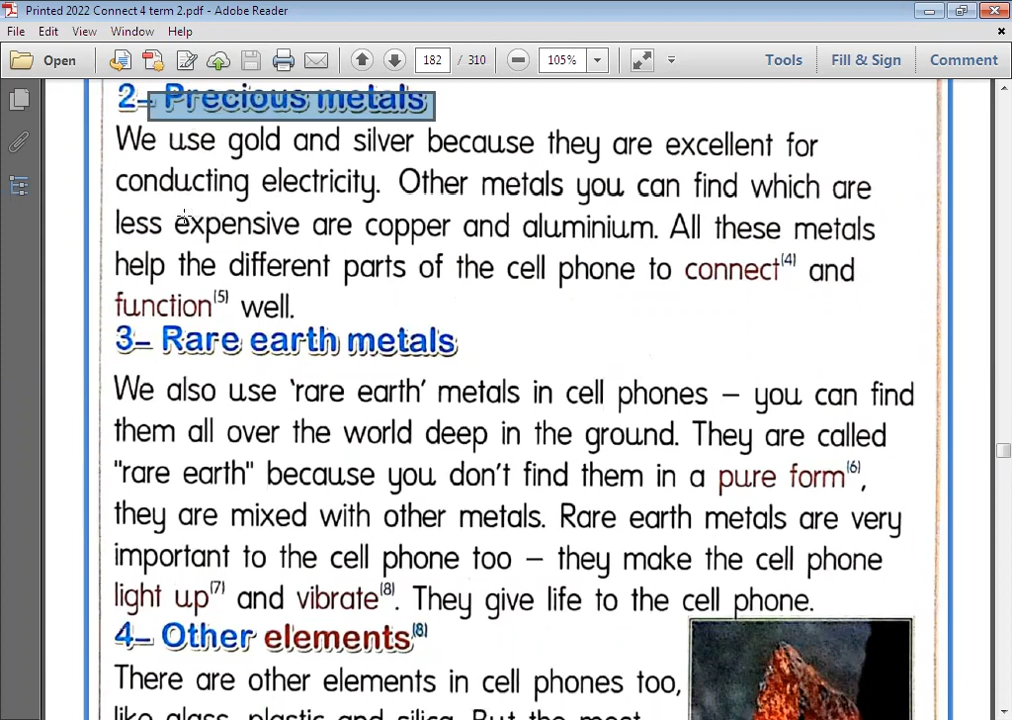 Printed 2022 Connect 4 term 2.pdf - Adobe Reader
File Edit View Window Help
Open 182 / 310 105% Tools Fill & Sign Comment
2– Precious metals
We use gold and silver because they are excellent for
conducting electricity. Other metals you can find which are
less expensive are copper and aluminium. All these metals
help the different parts of the cell phone to connect(4) and
function(5) well.
3– Rare earth metals
We also use 'rare earth' metals in cell phones – you can find
them all over the world deep in the ground. They are called
"rare earth" because you don't find them in a pure form(6),
they are mixed with other metals. Rare earth metals are very
important to the cell phone too – they make the cell phone
light up(7) and vibrate(8). They give life to the cell phone.
4– Other elements(8)
There are other elements in cell phones too,
like glass, plastic and silica. But the most